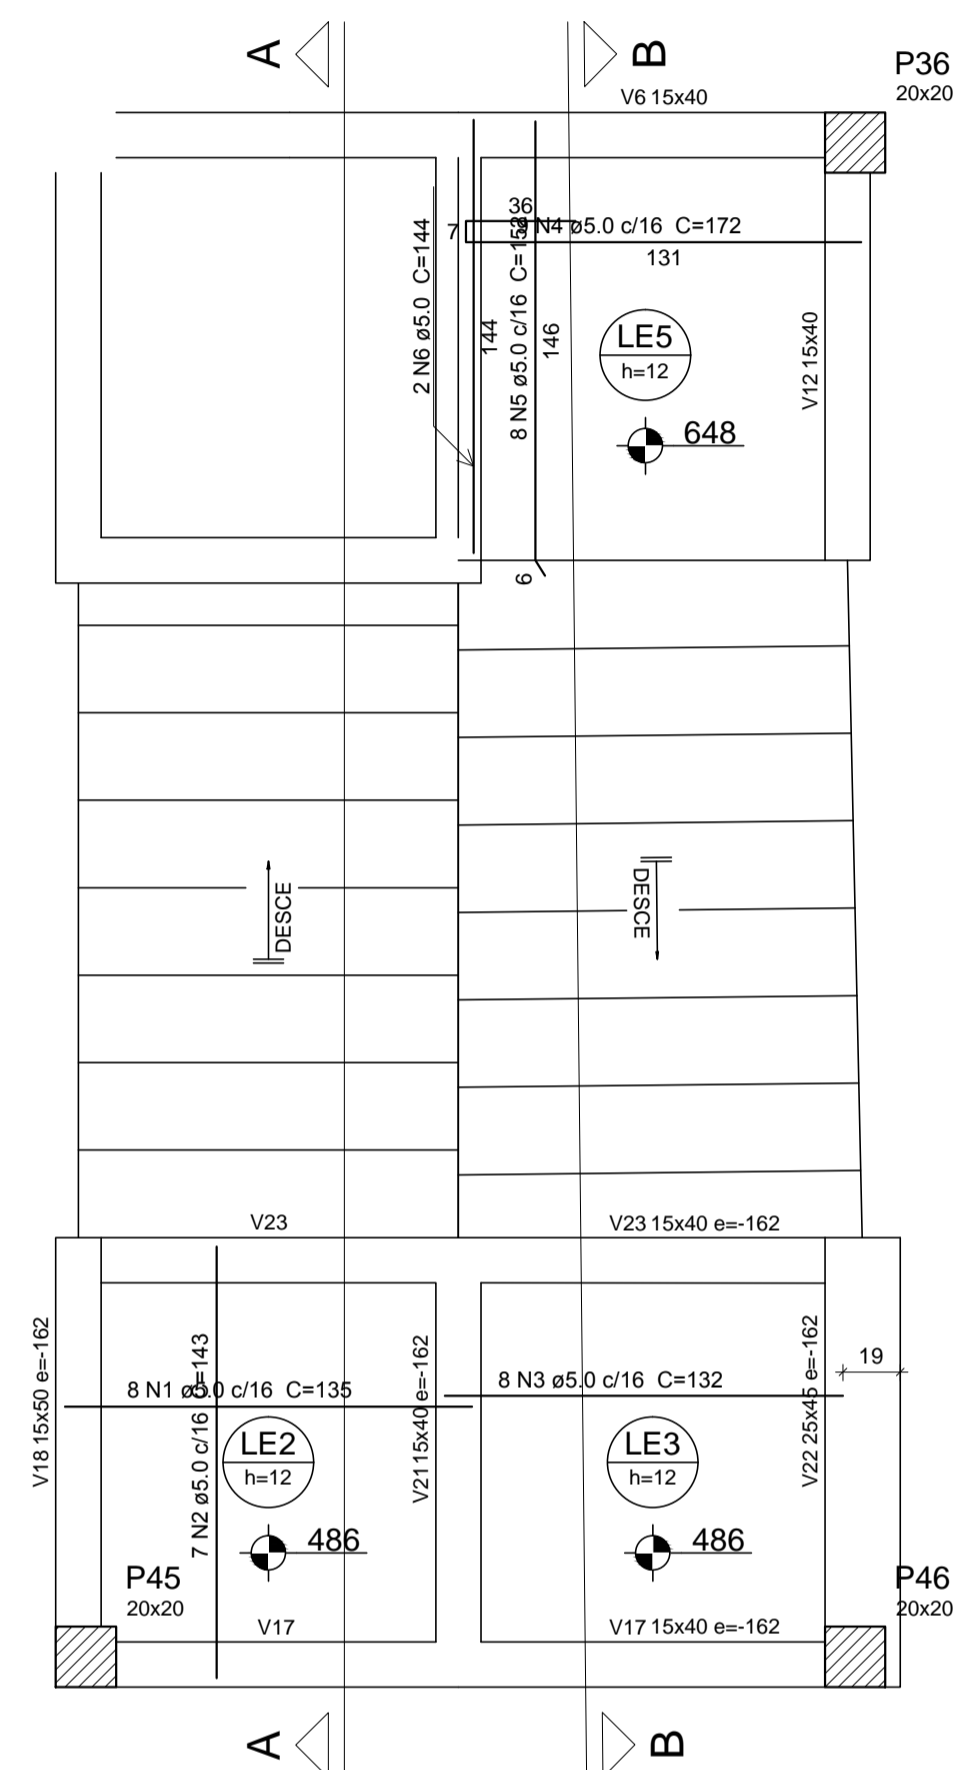 A
B
P36
20x20
V6 15x40
36
7
N4 ø5.0 c/16 C=172
131
2 N6 ø5.0 C=144
144
8 N5 ø5.0 c/16
146
LE5
h=12
V12 15x40
648
6
DESCE
DESCE
V23
V23 15x40 e=-162
V18 15x50 e=-162
8 N1 ø5.0 c/16 C=135
7 N2 ø5.0 c/16 C=143
V21 15x40 e=-162
8 N3 ø5.0 c/16 C=132
V22 25x45 e=-162
19
LE2
h=12
LE3
h=12
486
486
P45
20x20
P46
20x20
V17
V17 15x40 e=-162
A
B